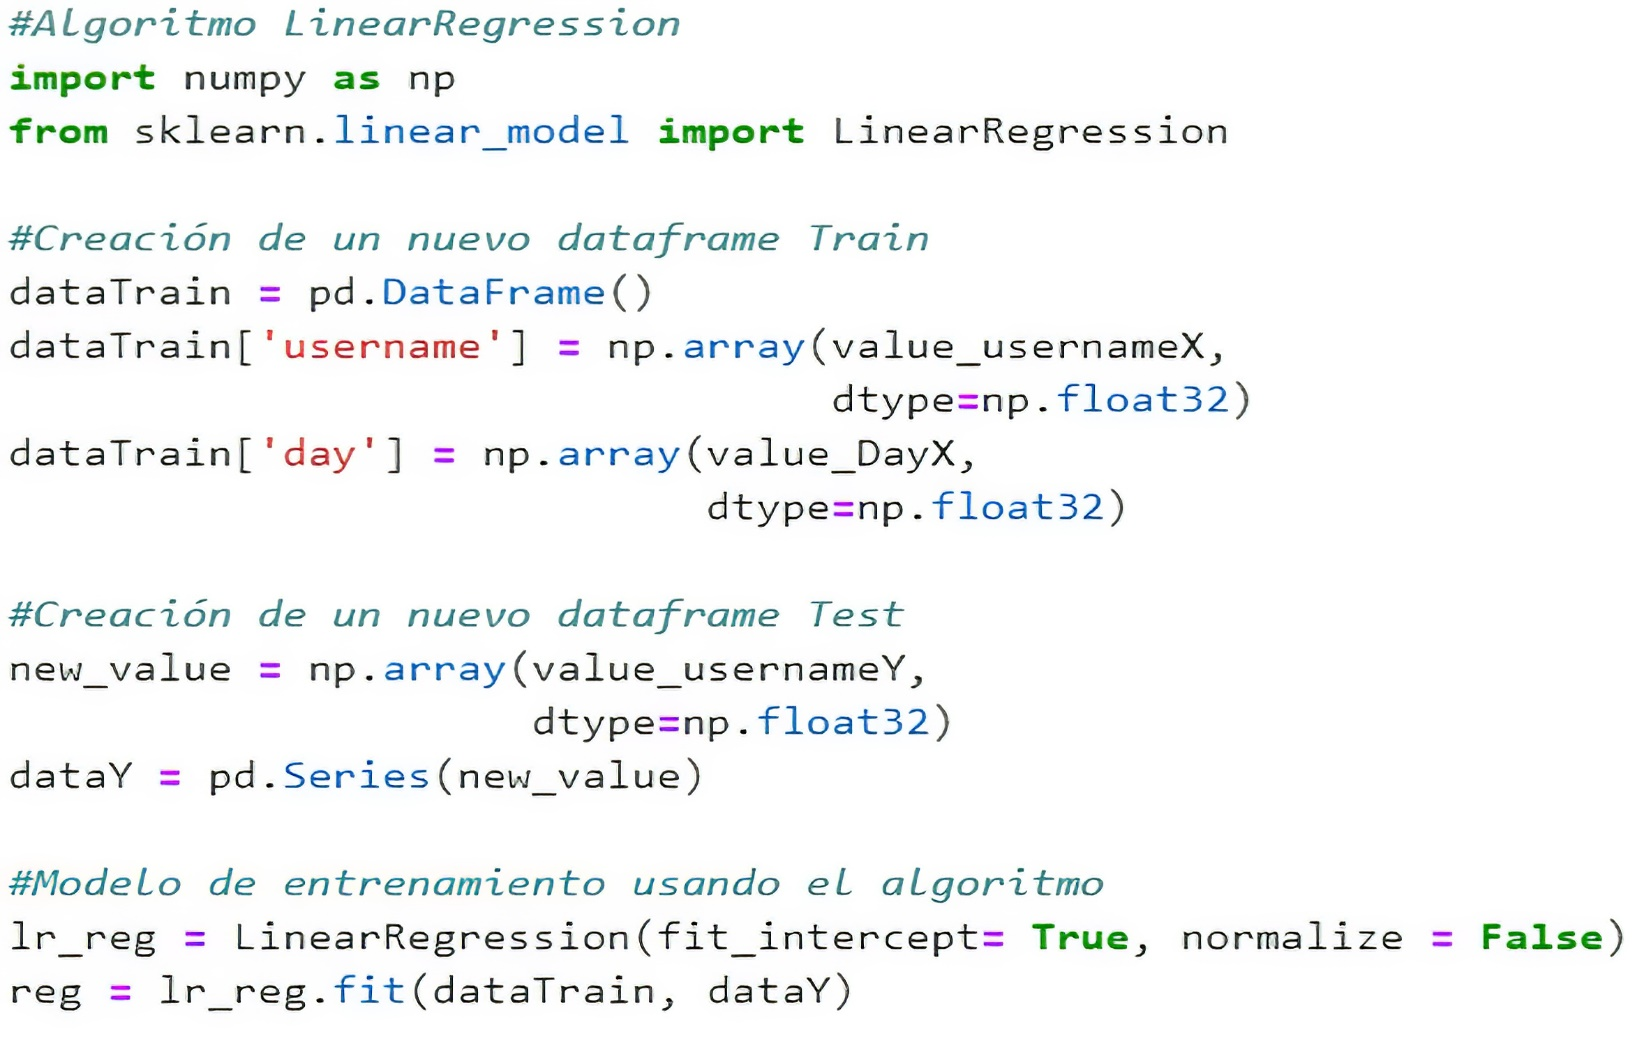 #Algoritmo LinearRegression
import numpy as np
from sklearn.linear_model import LinearRegression
#Creación de un nuevo dataframe Train
dataTrain = pd.DataFrame()
dataTrain['username'] = np.array(value_usernameX,
dtype=np.float32)
dataTrain['day'] = np.array(value_DayX,
dtype=np.float32)
#Creación de un nuevo dataframe Test
new_value = np.array(value_usernameY,
dtype=np.float32)
dataY = pd.Series(new_value)
#Modelo de entrenamiento usando el algoritmo
lr_reg = LinearRegression(fit_intercept= True, normalize = False)
reg = lr_reg.fit(dataTrain, dataY)